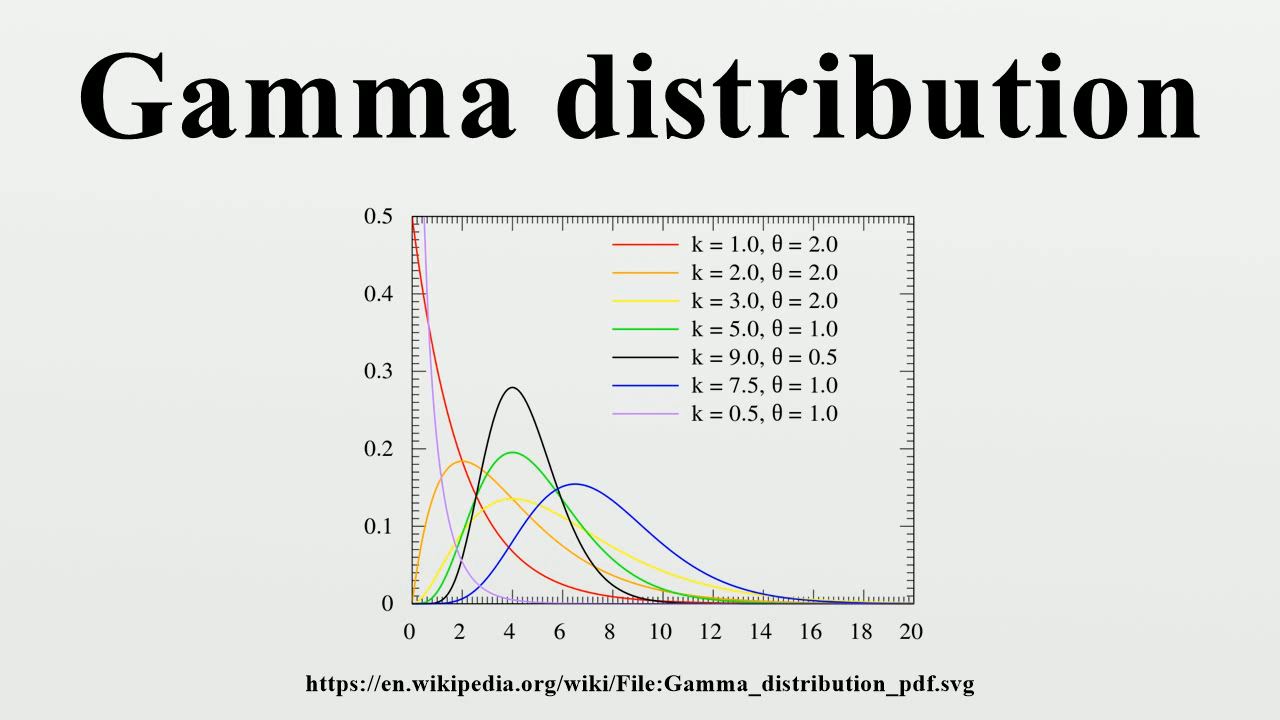 Gamma distribution
0.5
0.4
0.3
0.2
0.1
0
k = 1.0, θ = 2.0
k = 2.0, θ = 2.0
k = 3.0, θ = 2.0
k = 5.0, θ = 1.0
k = 9.0, θ = 0.5
k = 7.5, θ = 1.0
k = 0.5, θ = 1.0
0 2 4 6 8 10 12 14 16 18 20
https://en.wikipedia.org/wiki/File:Gamma_distribution_pdf.svg